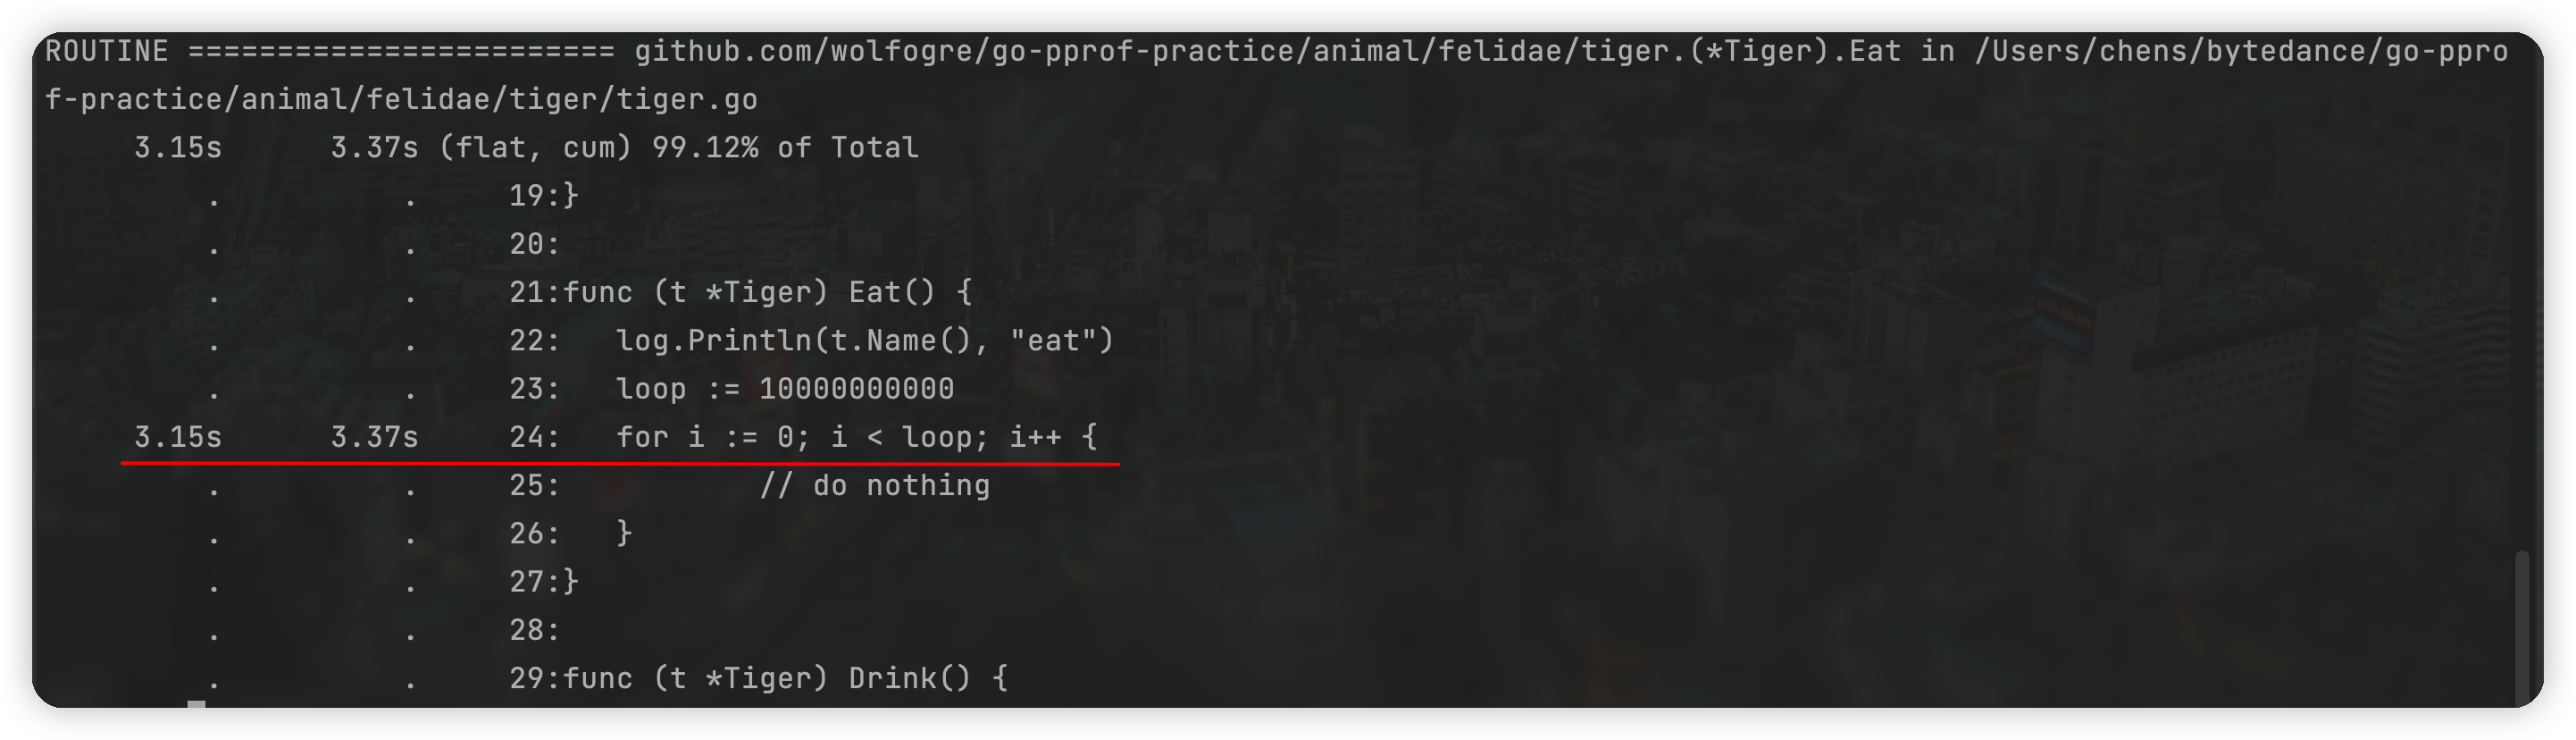 ROUTINE ======================== github.com/wolfogre/go-pprof-practice/animal/felidae/tiger.(*Tiger).Eat in /Users/chens/bytedance/go-ppro
f-practice/animal/felidae/tiger/tiger.go
     3.15s      3.37s (flat, cum) 99.12% of Total
         .          .     19:}
         .          .     20:
         .          .     21:func (t *Tiger) Eat() {
         .          .     22:   log.Println(t.Name(), "eat")
         .          .     23:   loop := 10000000000
     3.15s      3.37s     24:   for i := 0; i < loop; i++ {
         .          .     25:           // do nothing
         .          .     26:   }
         .          .     27:}
         .          .     28:
         .          .     29:func (t *Tiger) Drink() {